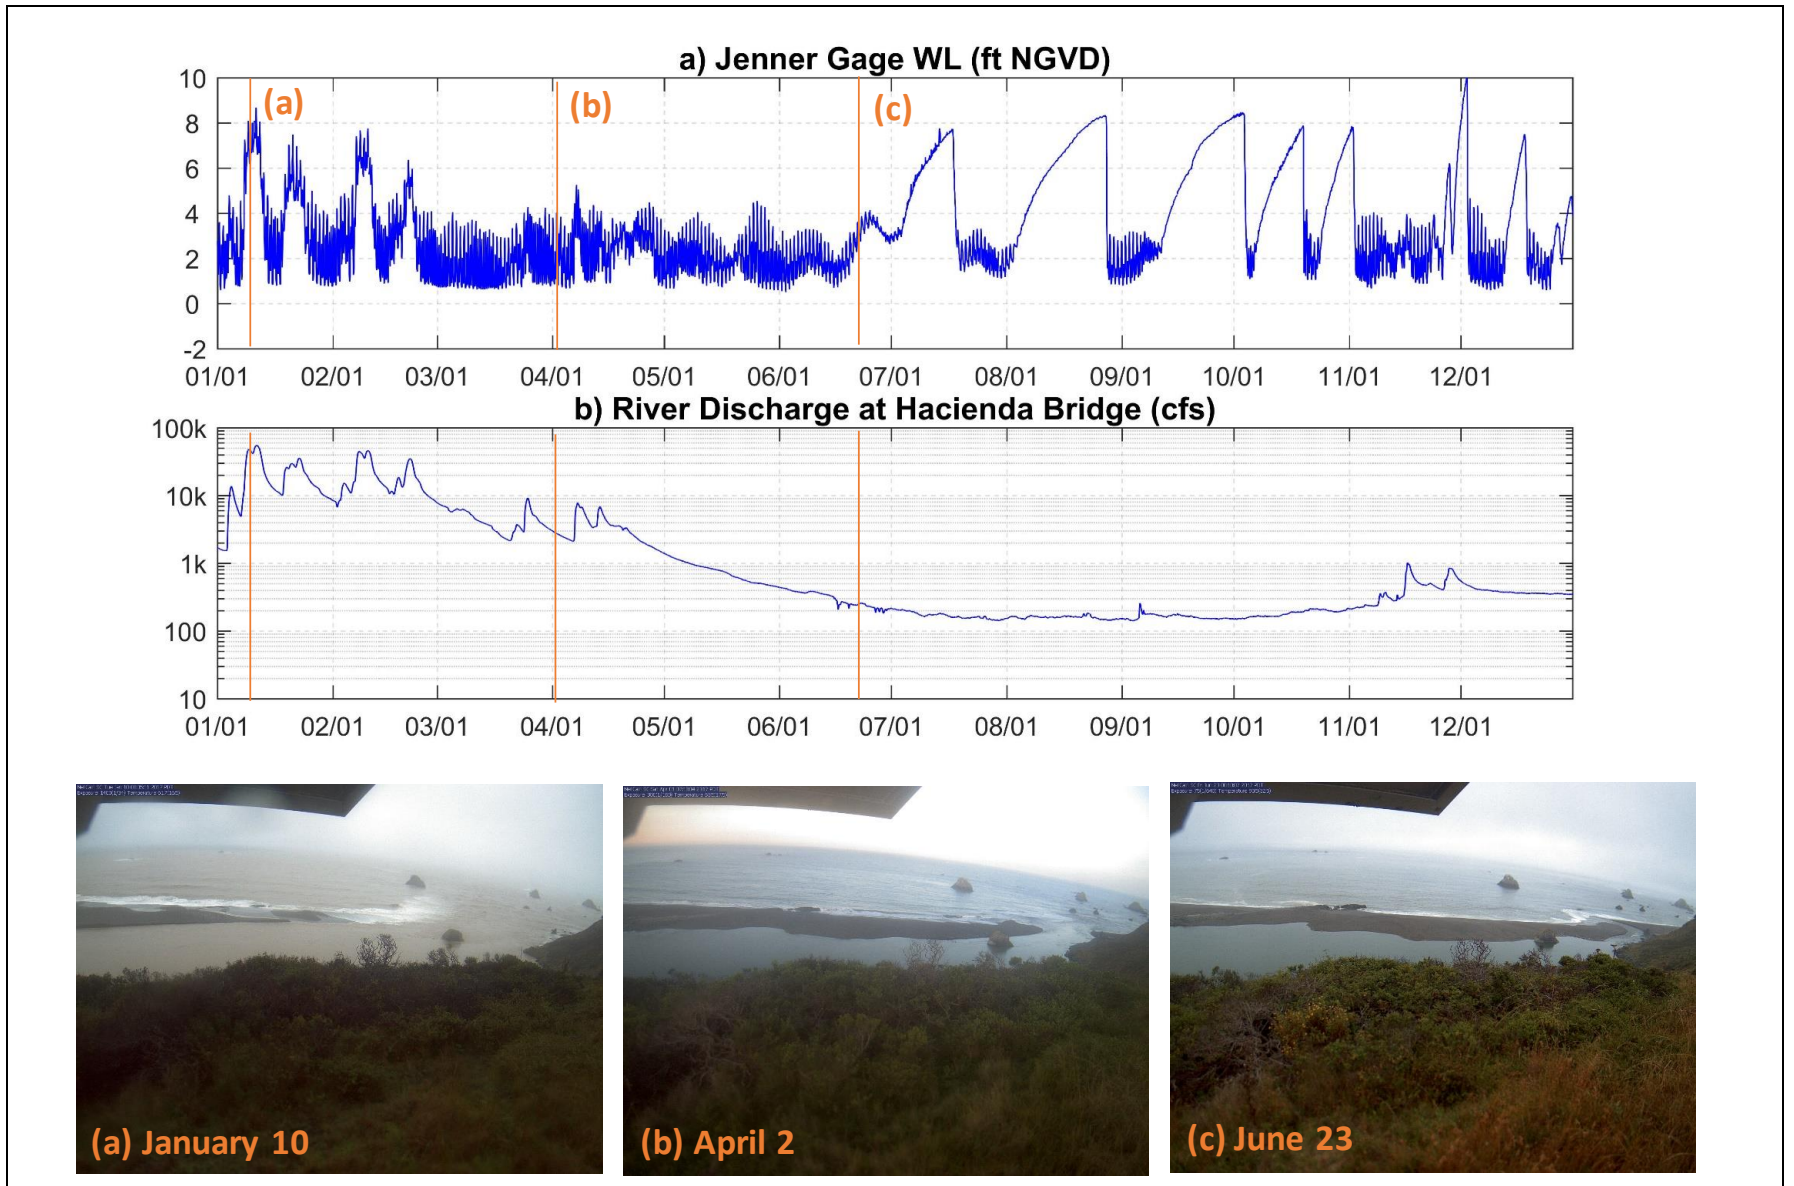 a) Jenner Gage WL (ft NGVD)
10
8
6
4
2
0
-2
(a)
(b)
(c)
01/01 02/01 03/01 04/01 05/01 06/01 07/01 08/01 09/01 10/01 11/01 12/01
b) River Discharge at Hacienda Bridge (cfs)
100k
10k
1k
100
10
01/01 02/01 03/01 04/01 05/01 06/01 07/01 08/01 09/01 10/01 11/01 12/01
(a) January 10
(b) April 2
(c) June 23